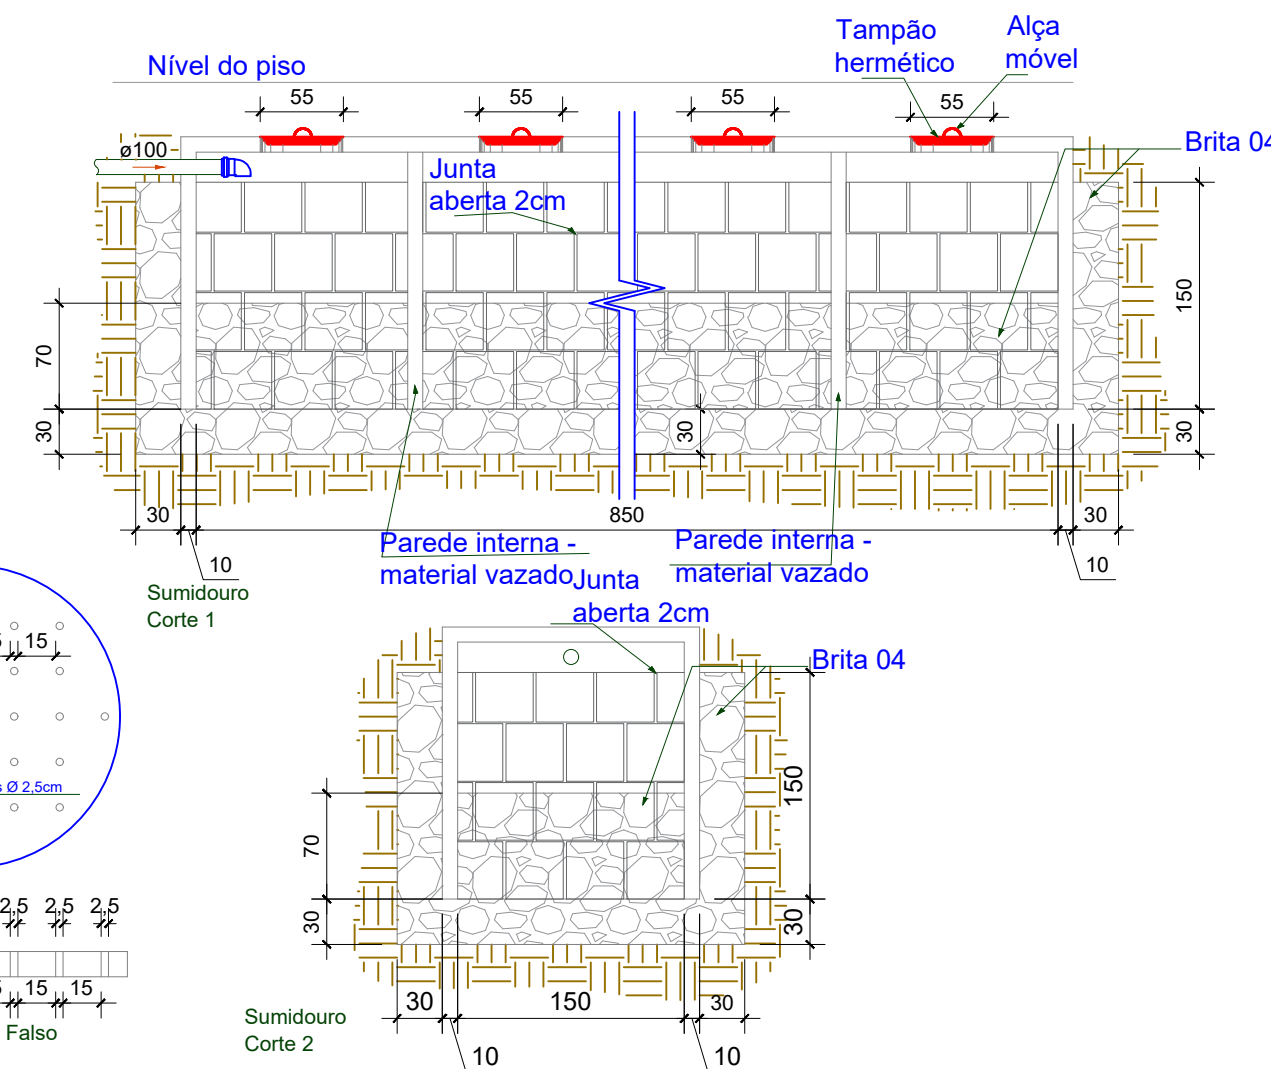 Tampão
hermético
Alça
móvel
Nível do piso
55
55
55
55
Brita 04
ø100
Junta
aberta 2cm
150
70
30
30
30
30
850
30
10
10
Parede interna -
material vazado
Parede interna -
material vazado
Sumidouro
Corte 1
Junta
aberta 2cm
Brita 04
15
Ø 2,5cm
150
70
30
30
2,5
2,5
2,5
15
15
Falso
30
150
30
10
10
Sumidouro
Corte 2